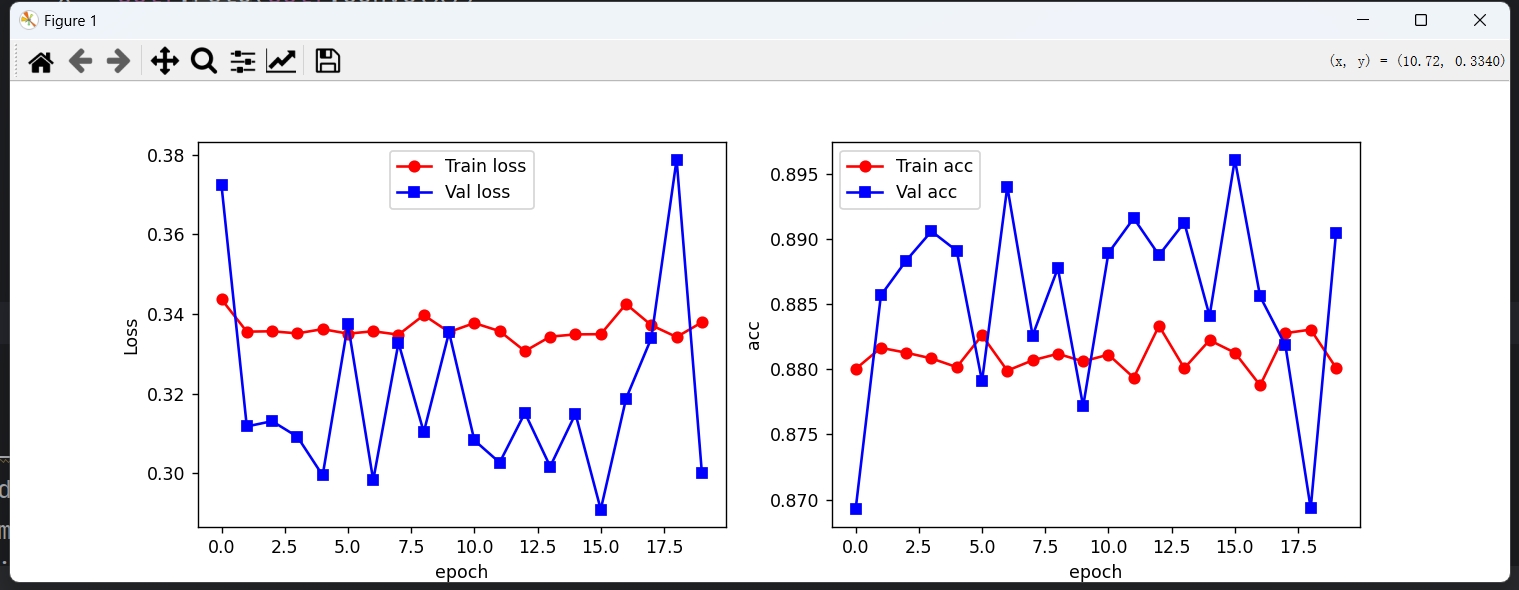 Figure 1
(x, y) = (10.72, 0.3340)
Train loss
Val loss
0.38
0.36
0.34
0.32
0.30
Loss
0.0 2.5 5.0 7.5 10.0 12.5 15.0 17.5
epoch
Train acc
Val acc
0.895
0.890
0.885
0.880
0.875
0.870
acc
0.0 2.5 5.0 7.5 10.0 12.5 15.0 17.5
epoch